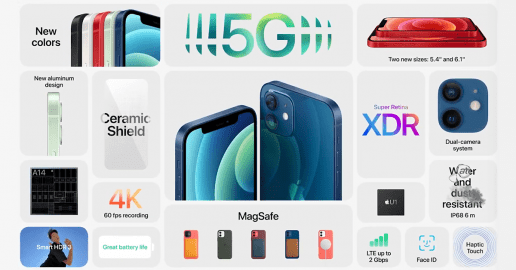 New
colors
5G
Two new sizes: 5.4" and 6.1"
New aluminum
design
Ceramic
Shield
Super Retina
XDR
Dual-camera
system
A14
4K
60 fps recording
U1
Water
and dust
resistant
IP68 6 m
MagSafe
Smart HDR 3
Great battery life
LTE up to
2 Gbps
Face ID
Haptic
Touch